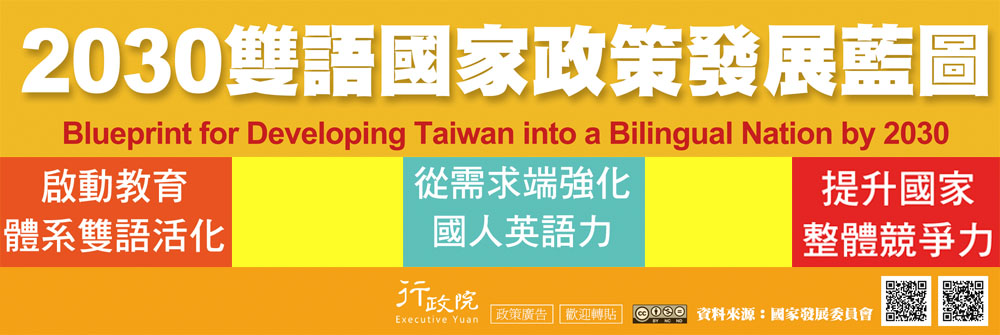 2030雙語國家政策發展藍圖
Blueprint for Developing Taiwan into a Bilingual Nation by 2030
啟動教育
體系雙語活化
從需求端強化
國人英語力
提升國家
整體競爭力
行政院
Executive Yuan
政策廣告
歡迎轉貼
cc
BY NC ND
資料來源：國家發展委員會